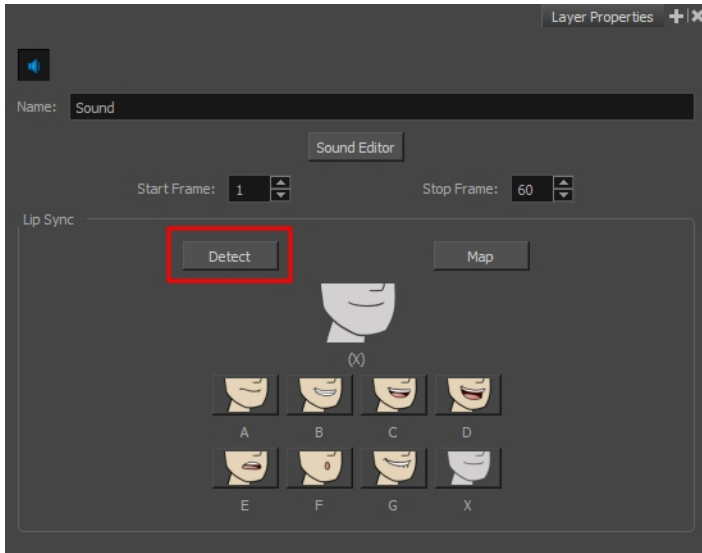 Layer Properties
Name: Sound
Sound Editor
Start Frame: 1 Stop Frame: 60
Lip Sync
Detect Map
(X)
A B C D
E F G X